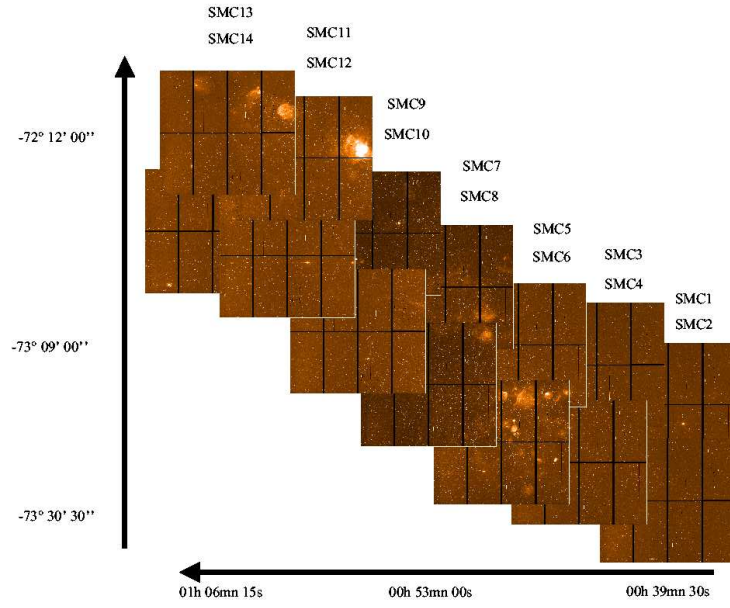 SMC13
SMC14
SMC11
SMC12
SMC9
SMC10
SMC7
SMC8
SMC5
SMC6
SMC3
SMC4
SMC1
SMC2
-72° 12' 00''
-73° 09' 00''
-73° 30' 30''
01h 06mn 15s
00h 53mn 00s
00h 39mn 30s